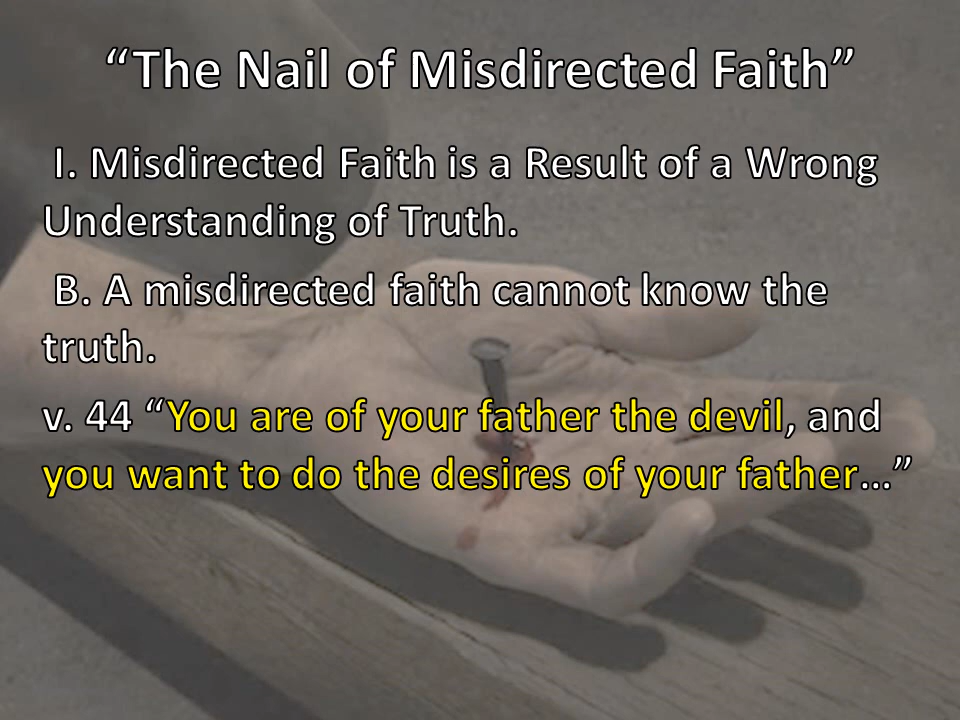 “The Nail of Misdirected Faith”
I. Misdirected Faith is a Result of a Wrong
Understanding of Truth.
B. A misdirected faith cannot know the
truth.
v. 44 “You are of your father the devil, and
you want to do the desires of your father…”